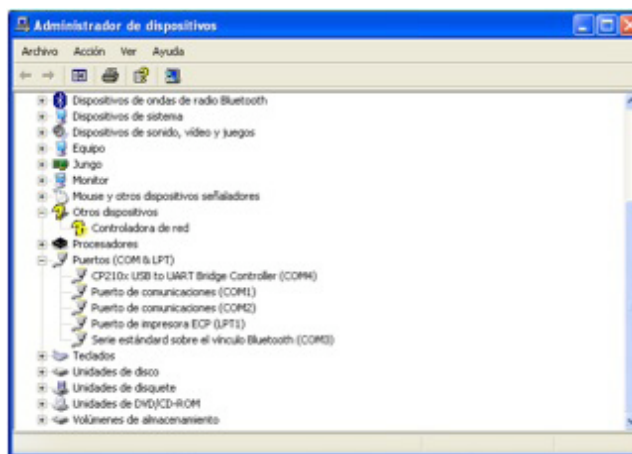 Administrador de dispositivos
Archivo Acción Ver Ayuda
Dispositivos de ondas de radio Bluetooth
Dispositivos de sistema
Dispositivos de sonido, vídeo y juegos
Equipo
Jungo
Monitor
Mouse y otros dispositivos señaladores
Otros dispositivos
Controladora de red
Procesadores
Puertos (COM & LPT)
CP210x USB to UART Bridge Controller (COM4)
Puerto de comunicaciones (COM1)
Puerto de comunicaciones (COM2)
Puerto de impresora ECP (LPT1)
Serie estándard sobre el vínculo Bluetooth (COM3)
Teclados
Unidades de disco
Unidades de disquete
Unidades de DVD/CD-ROM
Volúmenes de almacenamiento